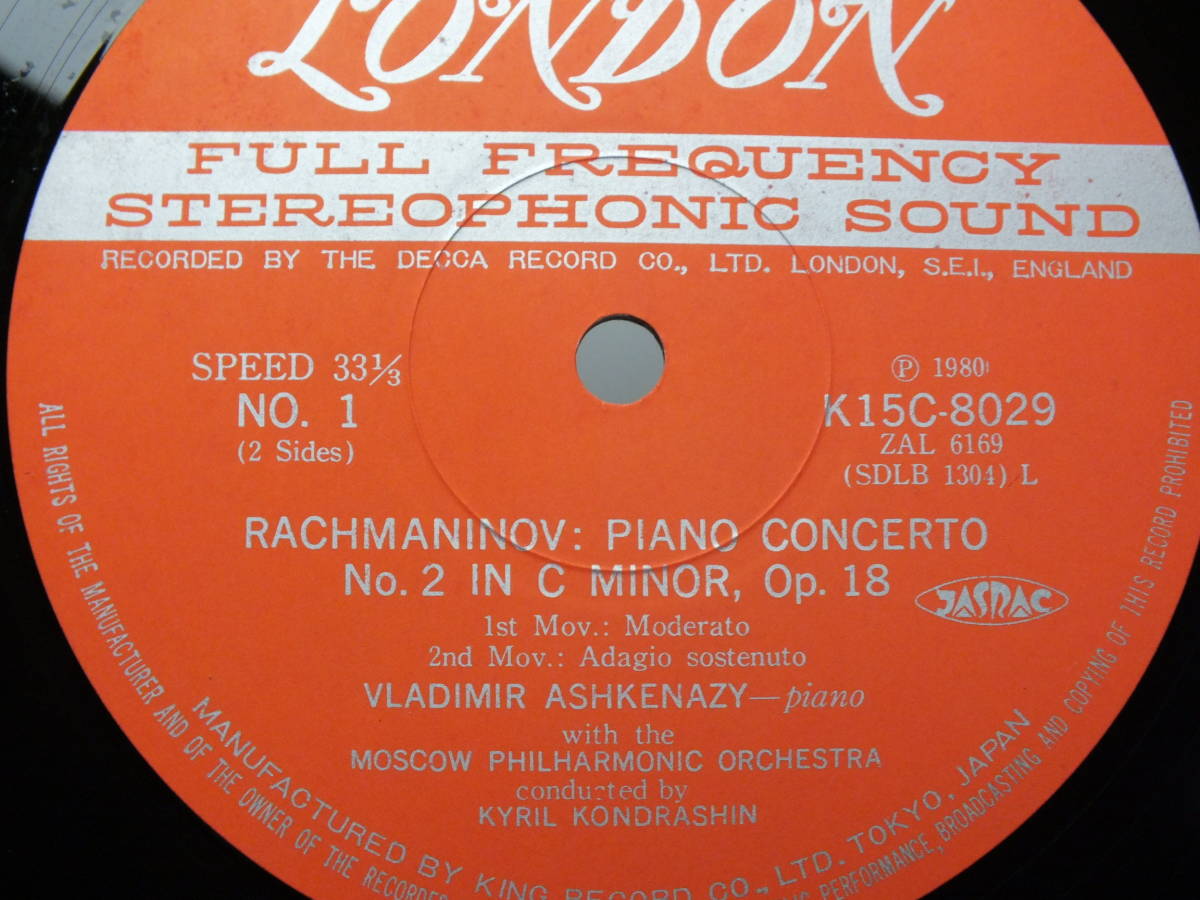 LONDON
FULL FREQUENCY
STEREOPHONIC SOUND
RECORDED BY THE DECCA RECORD CO., LTD. LONDON, S.E.I., ENGLAND
SPEED 33⅓
NO. 1
(2 Sides)
Ⓟ 1980
K15C-8029
ZAL 6169
(SDLB 1304) L
RACHMANINOV: PIANO CONCERTO
No. 2 IN C MINOR, Op. 18
JASRAC
1st Mov.: Moderato
2nd Mov.: Adagio sostenuto
VLADIMIR ASHKENAZY—piano
with the
MOSCOW PHILHARMONIC ORCHESTRA
conducted by
KYRIL KONDRASHIN
MANUFACTURED BY KING RECORD CO., LTD. TOKYO, JAPAN
ALL RIGHTS OF THE MANUFACTURER AND OF THE OWNER OF THE RECORDED
PERFORMANCE, BROADCASTING AND COPYING OF THIS RECORD PROHIBITED